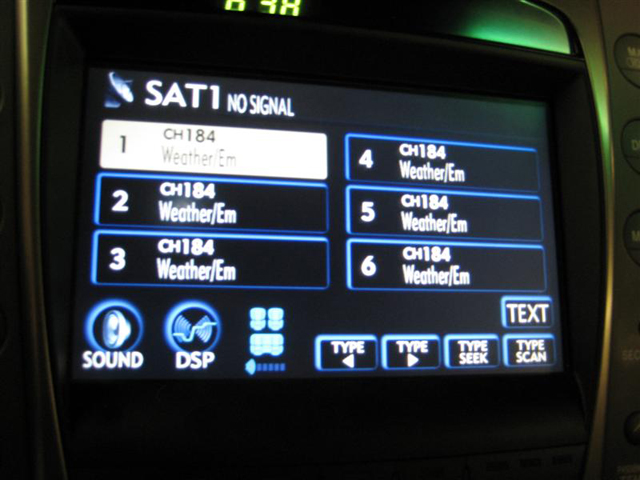 SAT1 NO SIGNAL
1 CH184
Weather/Em
2 CH184
Weather/Em
3 CH184
Weather/Em
4 CH184
Weather/Em
5 CH184
Weather/Em
6 CH184
Weather/Em
TEXT
SOUND
DSP
TYPE
TYPE
TYPE SEEK
TYPE SCAN